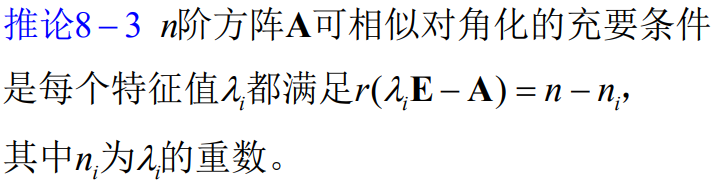 推论8－3 n阶方阵A可相似对角化的充要条件
是每个特征值λᵢ都满足r(λᵢE－A)＝n－nᵢ，
其中nᵢ为λᵢ的重数。